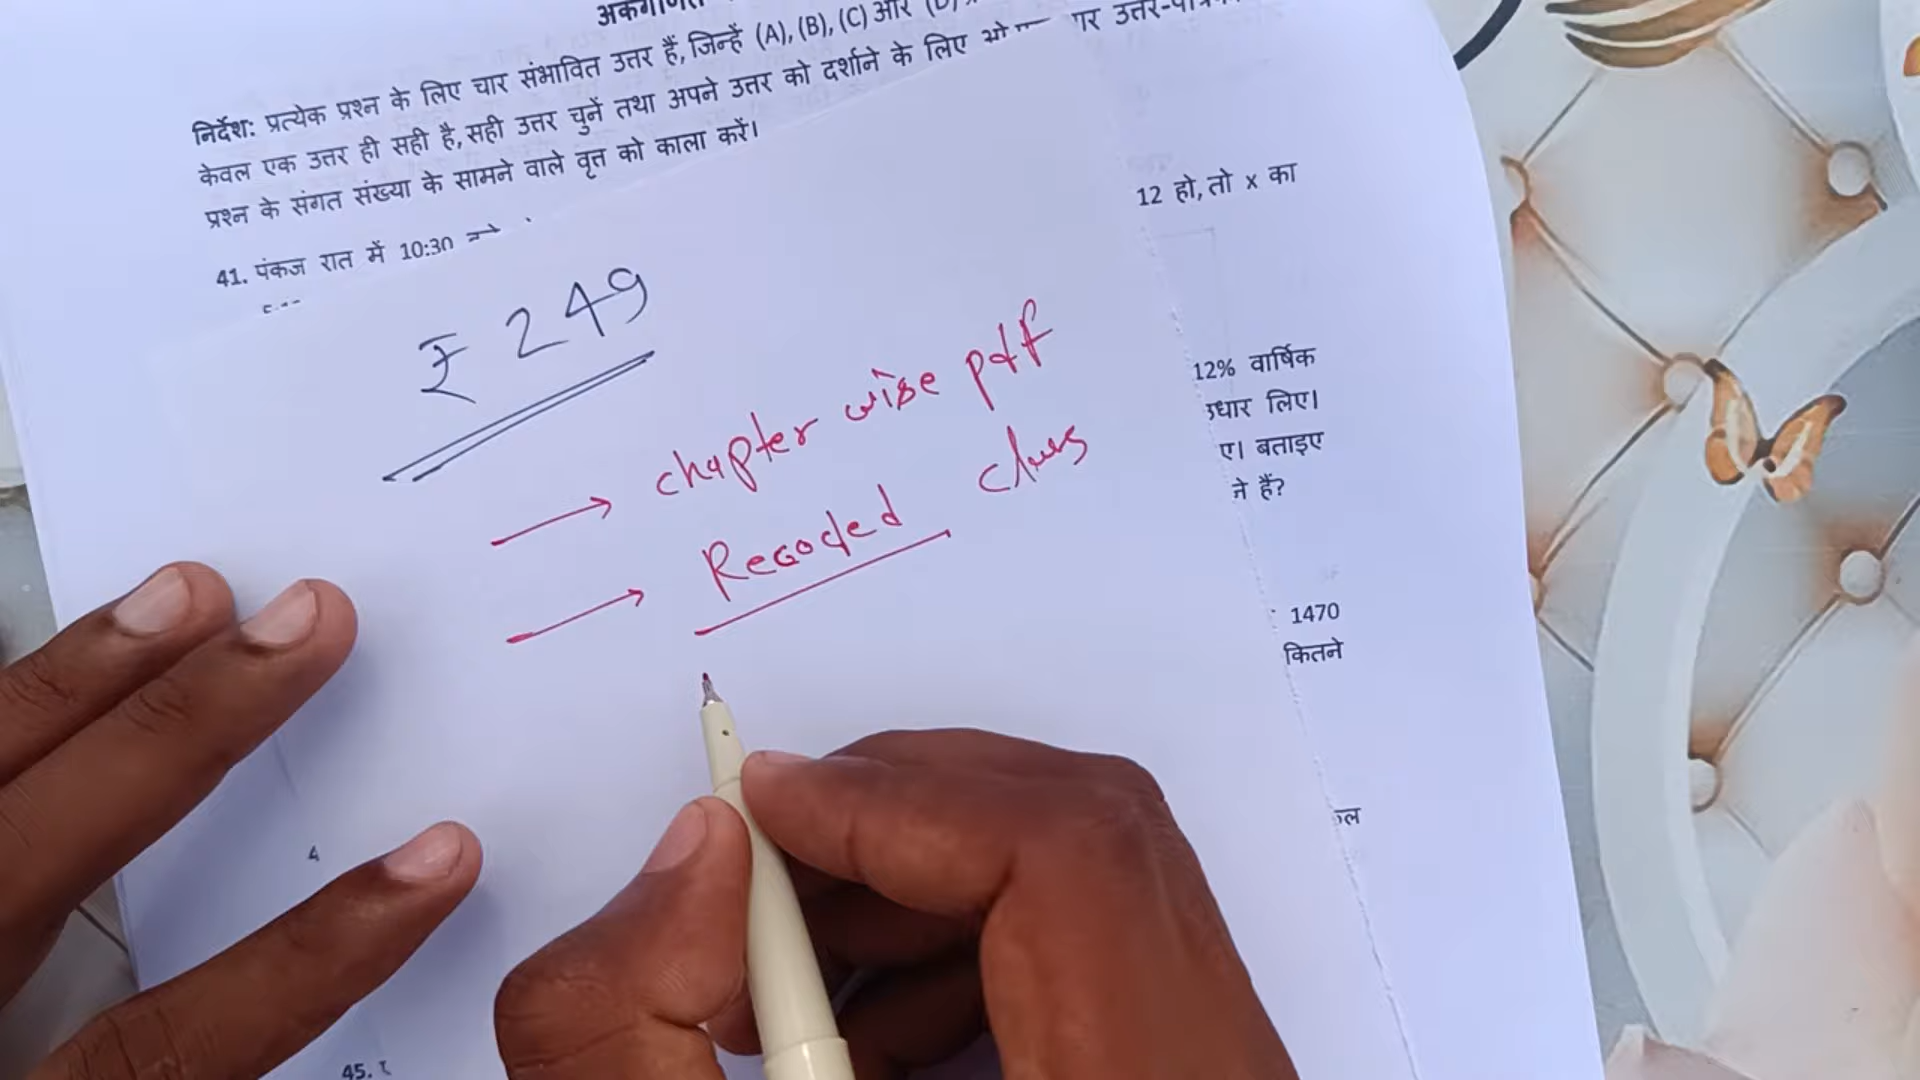 अंकगणित
निर्देश: प्रत्येक प्रश्न के लिए चार संभावित उत्तर हैं, जिन्हें (A), (B), (C) और (D)
केवल एक उत्तर ही सही है, सही उत्तर चुनें तथा अपने उत्तर को दर्शाने के लिए
प्रश्न के संगत संख्या के सामने वाले वृत्त को काला करें।
41. पंकज रात में 10:30
₹ 249
→ chapter wise pdf
→ Recoded class
12 हो, तो x का
12% वार्षिक
उधार लिए।
ए। बताइए
ने हैं?
1470
कितने
4
45.